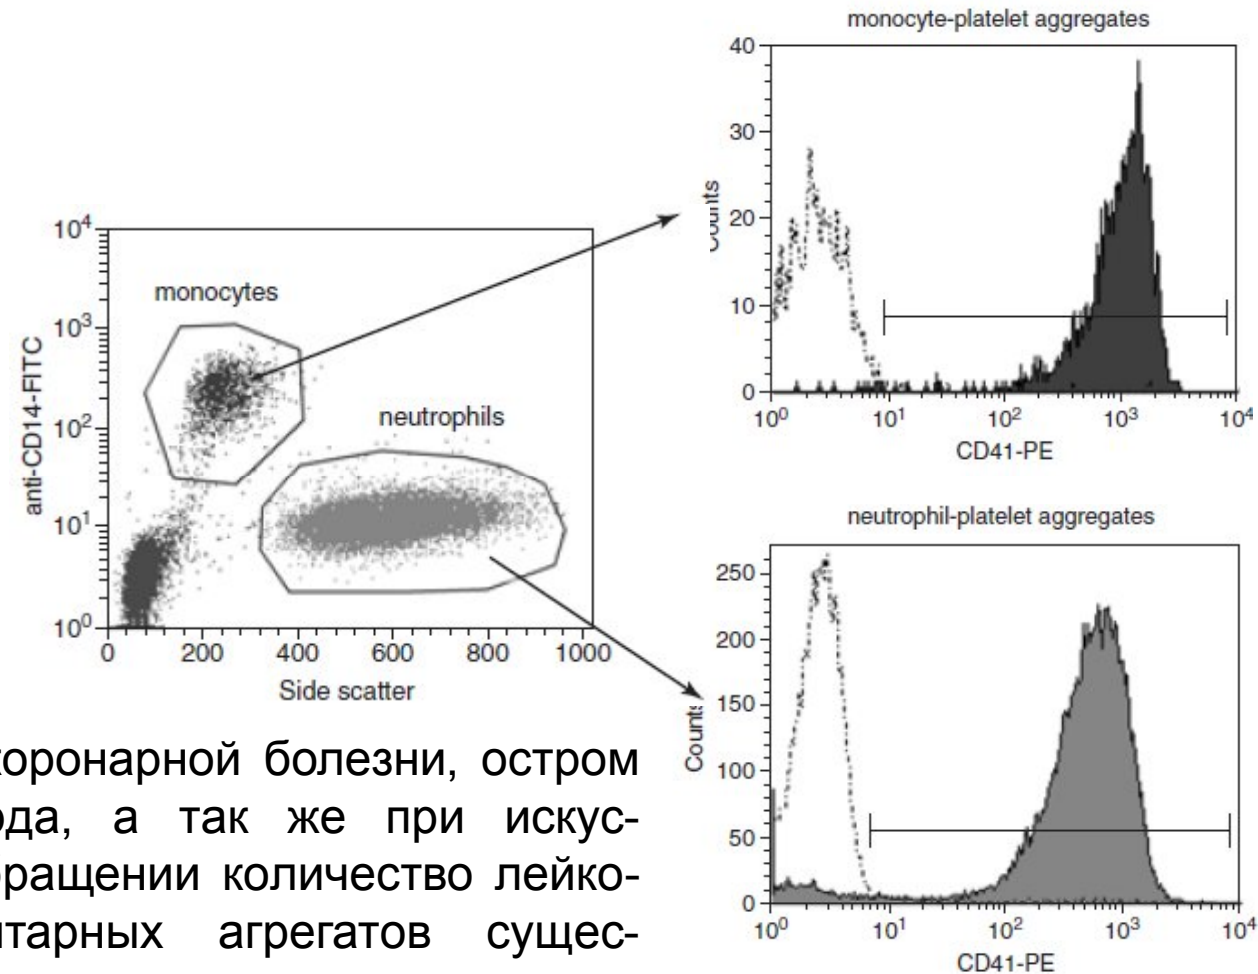 monocyte-platelet aggregates
40
30
20
10
0
Counts
10⁰ 10¹ 10² 10³ 10⁴
CD41-PE
10⁴
10³
10²
10¹
10⁰
anti-CD14-FITC
monocytes
neutrophils
0 200 400 600 800 1000
Side scatter
neutrophil-platelet aggregates
250
200
150
100
50
0
Counts
10⁰ 10¹ 10² 10³ 10⁴
CD41-PE
коронарной болезни, остром
ода, а так же при искус-
обращении количество лейко-
итарных агрегатов сущес-